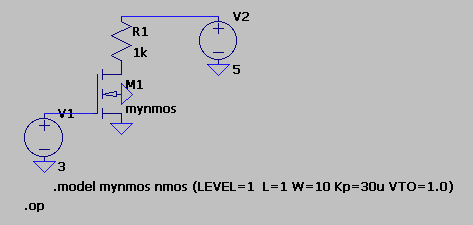 V2
R1
1k
5
M1
mynmos
V1
3
.model mynmos nmos (LEVEL=1 L=1 W=10 Kp=30u VTO=1.0)
.op